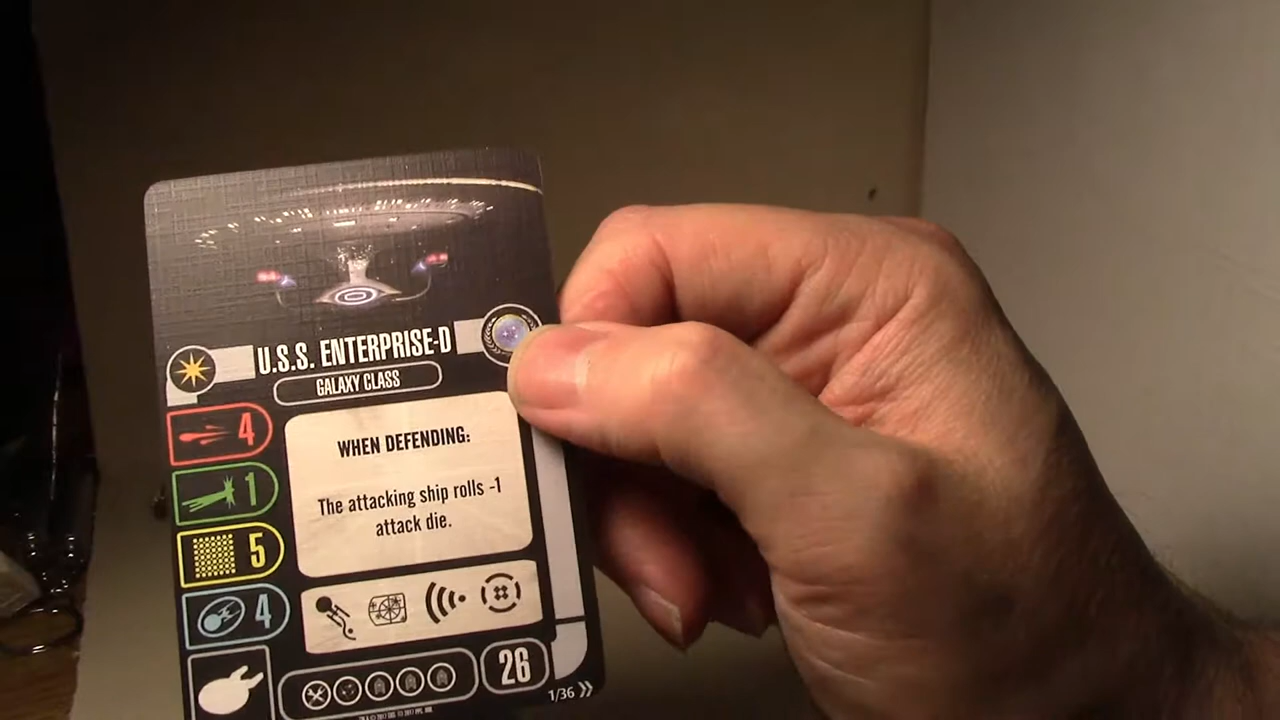 U.S.S. ENTERPRISE-D
GALAXY CLASS
4
1
5
4
WHEN DEFENDING:
The attacking ship rolls -1
attack die.
26
1/36